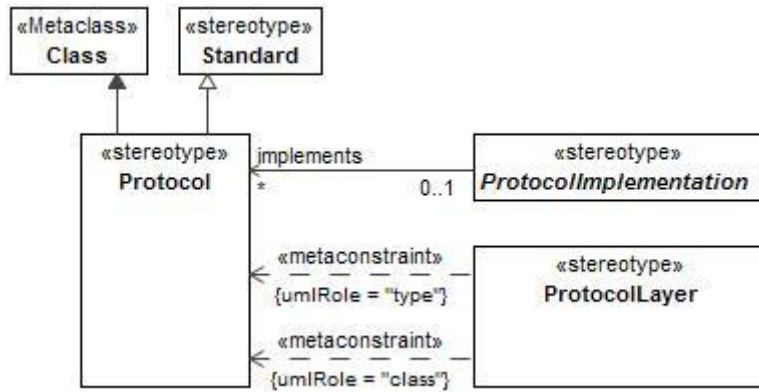 «Metaclass»
Class
«stereotype»
Standard
«stereotype»
Protocol
implements
*
0..1
«stereotype»
ProtocolImplementation
«metaconstraint»
{umlRole = "type"}
«metaconstraint»
{umlRole = "class"}
«stereotype»
ProtocolLayer